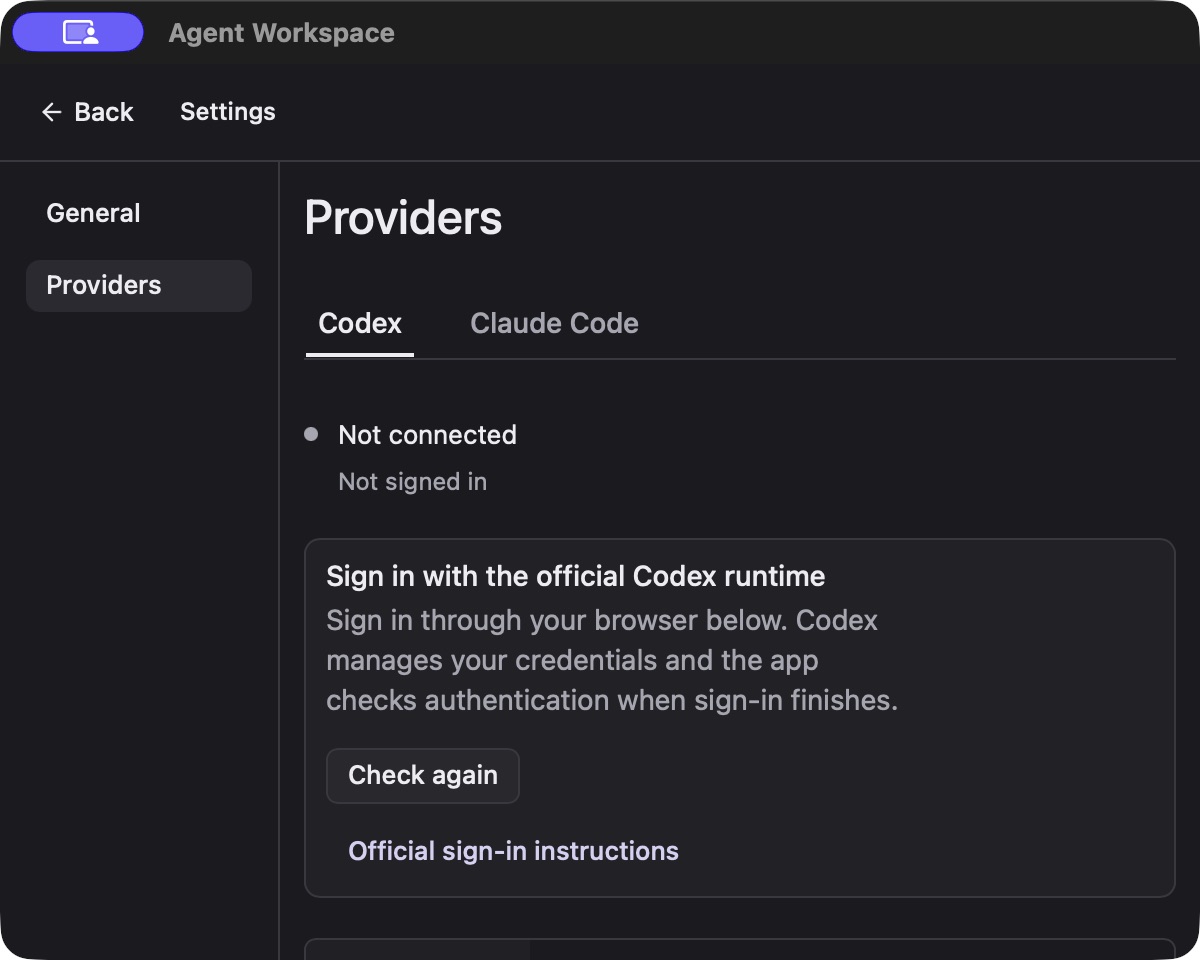 Agent Workspace
Back
Settings
General
Providers
Providers
Codex
Claude Code
Not connected
Not signed in
Sign in with the official Codex runtime
Sign in through your browser below. Codex
manages your credentials and the app
checks authentication when sign-in finishes.
Check again
Official sign-in instructions